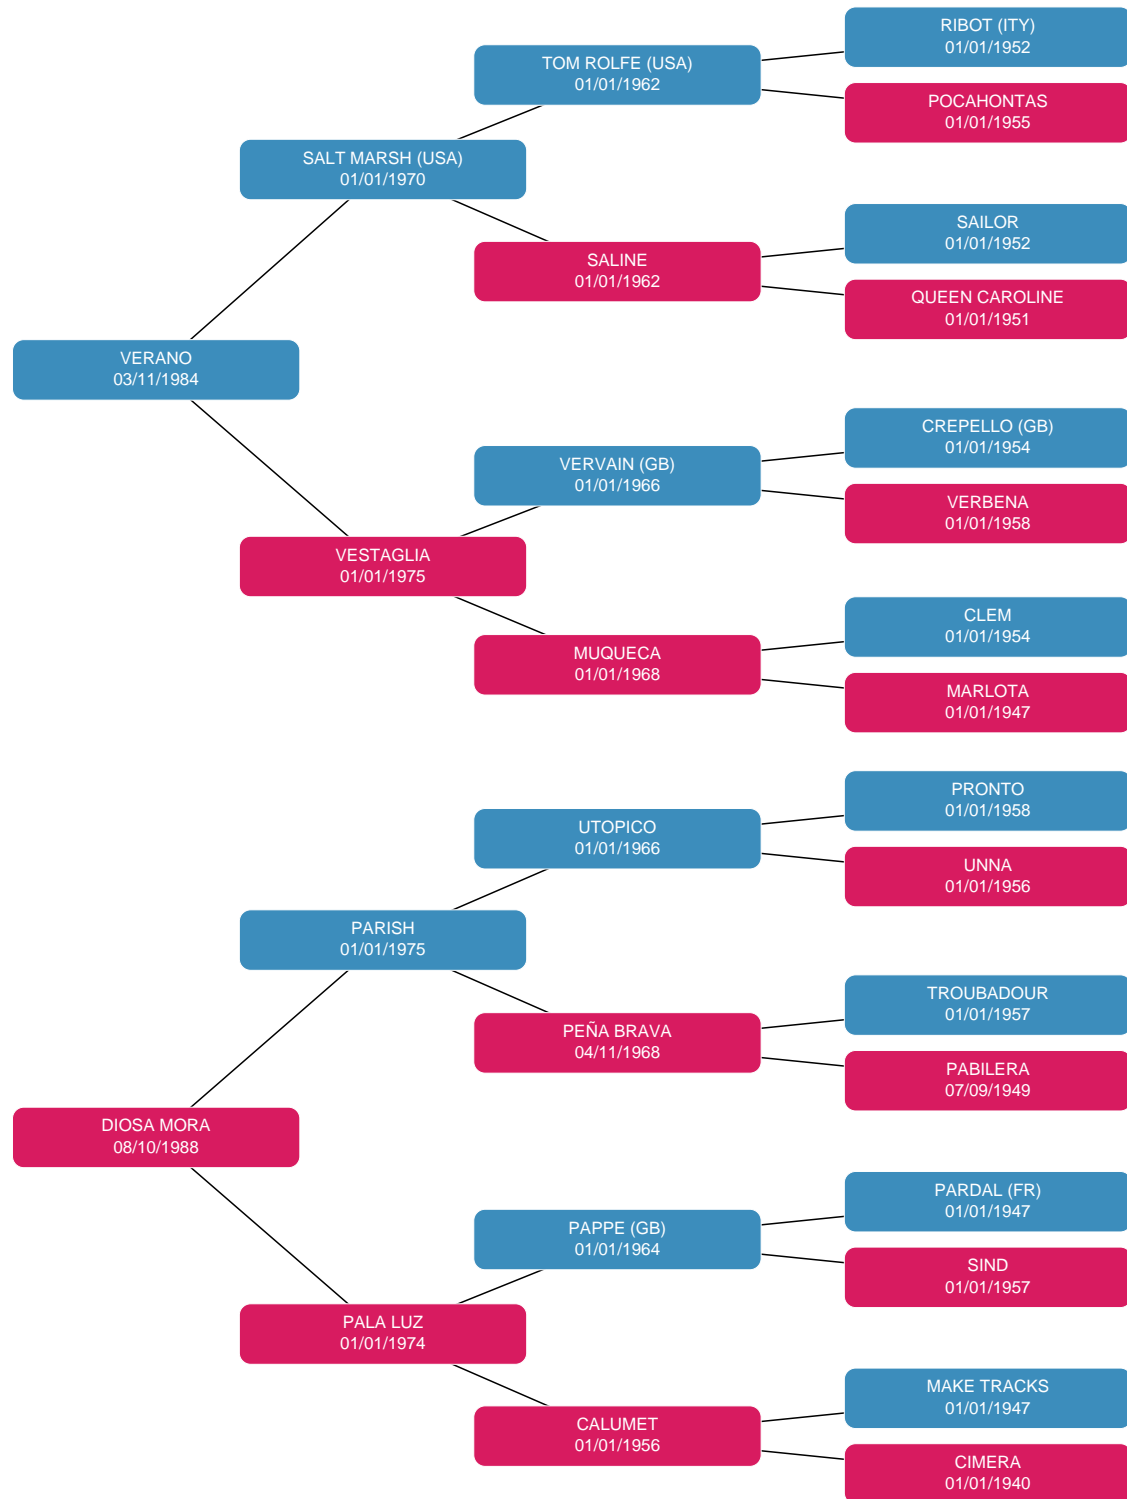 RIBOT (ITY)
01/01/1952
TOM ROLFE (USA)
01/01/1962
POCAHONTAS
01/01/1955
SALT MARSH (USA)
01/01/1970
SAILOR
01/01/1952
SALINE
01/01/1962
QUEEN CAROLINE
01/01/1951
VERANO
03/11/1984
CREPELLO (GB)
01/01/1954
VERVAIN (GB)
01/01/1966
VERBENA
01/01/1958
VESTAGLIA
01/01/1975
CLEM
01/01/1954
MUQUECA
01/01/1968
MARLOTA
01/01/1947
PRONTO
01/01/1958
UTOPICO
01/01/1966
UNNA
01/01/1956
PARISH
01/01/1975
TROUBADOUR
01/01/1957
PEÑA BRAVA
04/11/1968
PABILERA
07/09/1949
DIOSA MORA
08/10/1988
PARDAL (FR)
01/01/1947
PAPPE (GB)
01/01/1964
SIND
01/01/1957
PALA LUZ
01/01/1974
MAKE TRACKS
01/01/1947
CALUMET
01/01/1956
CIMERA
01/01/1940